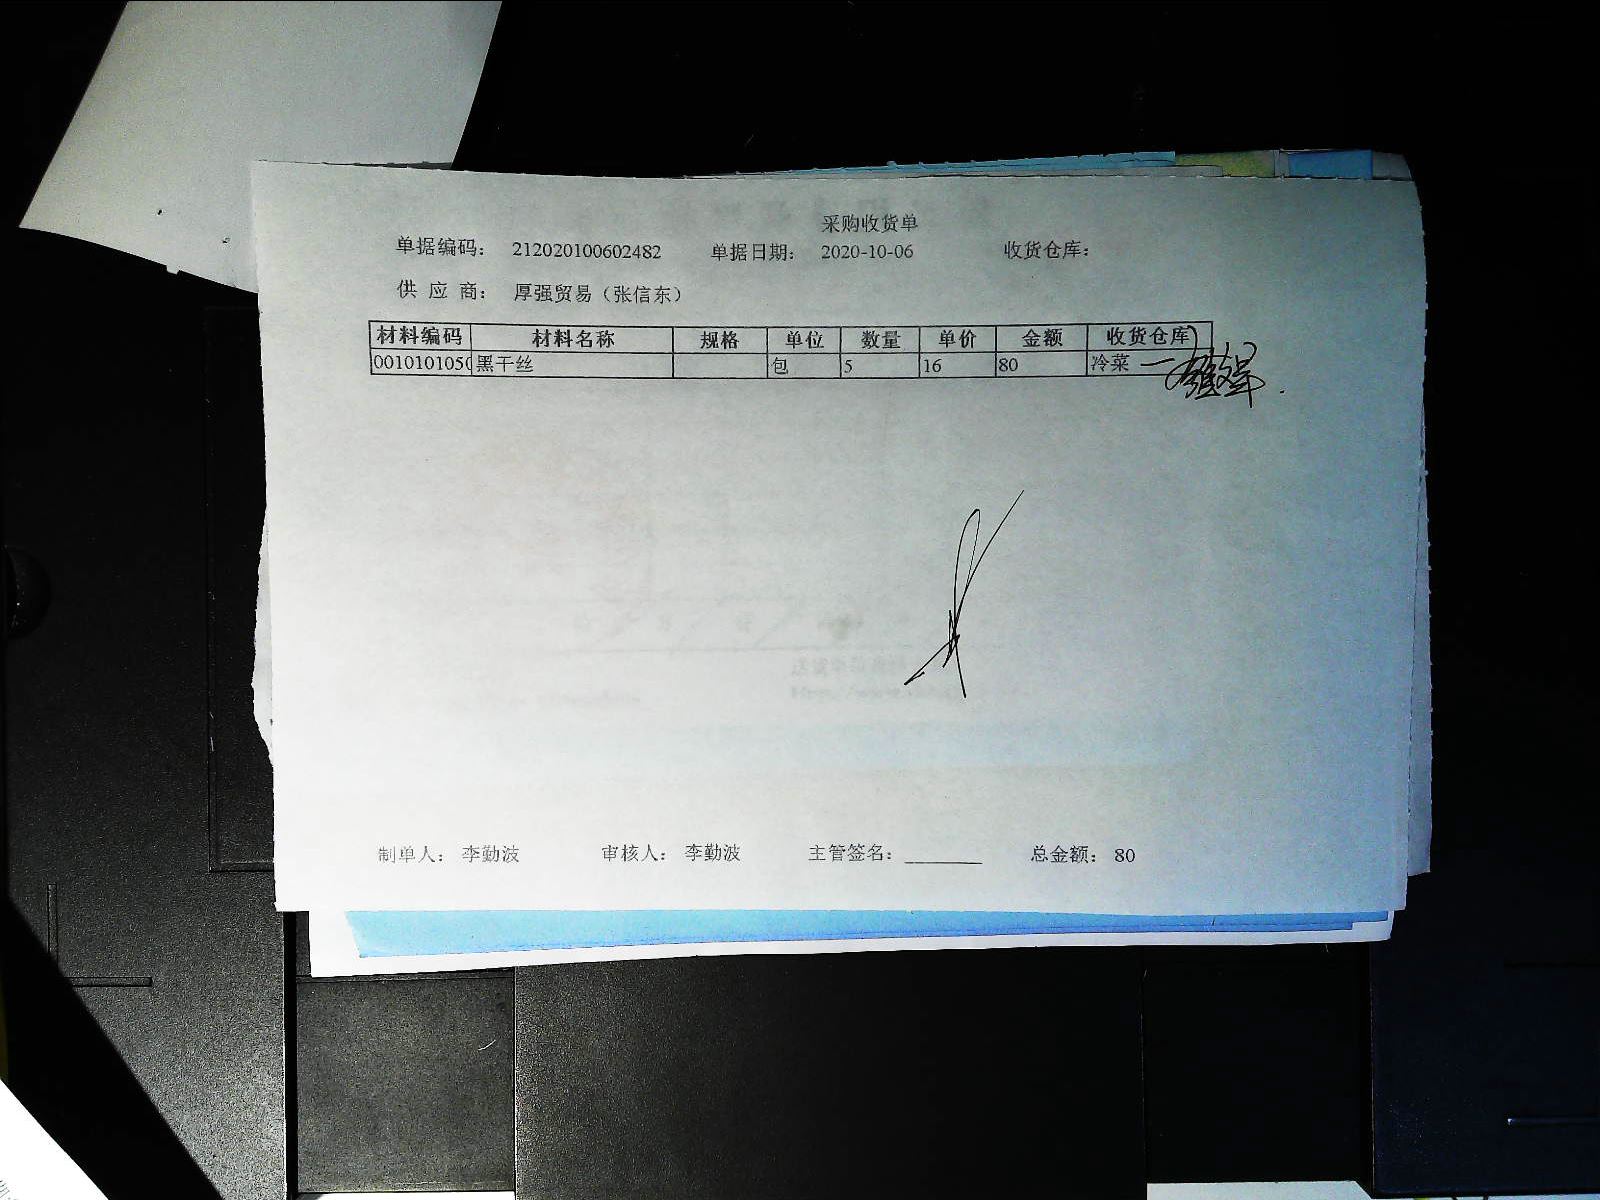 采购收货单
单据编码： 212020100602482 单据日期： 2020-10-06 收货仓库：
供 应 商： 厚强贸易（张信东）
材料编码 材料名称 规格 单位 数量 单价 金额 收货仓库
0010101050 黑干丝 包 5 16 80 冷菜
制单人： 李勤波 审核人： 李勤波 主管签名： ________ 总金额： 80